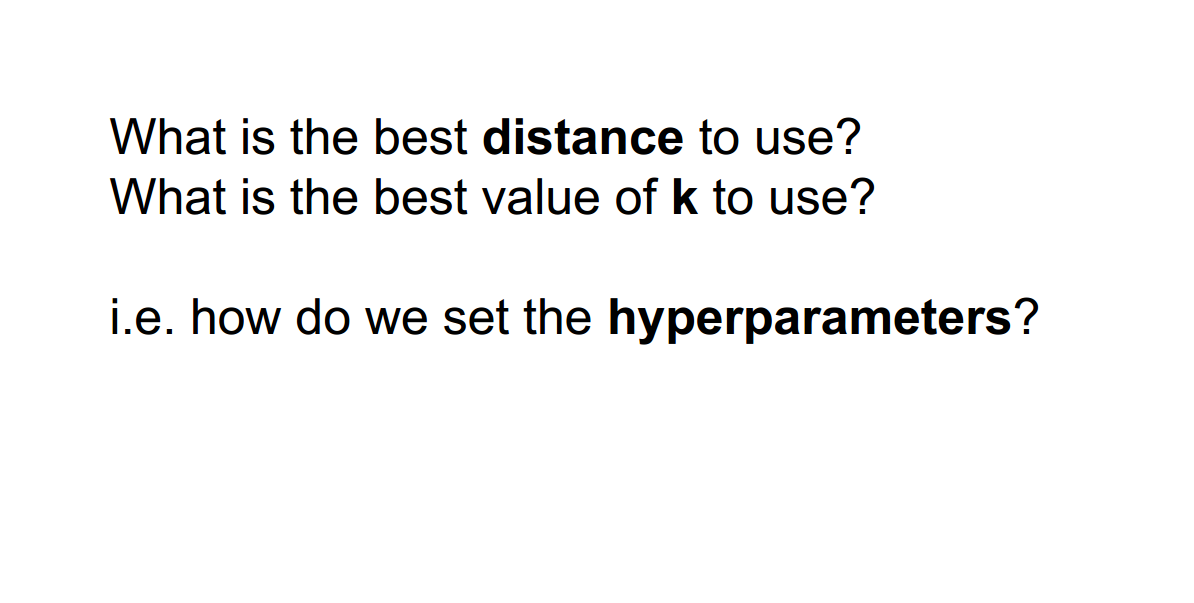 What is the best distance to use?
What is the best value of k to use?
i.e. how do we set the hyperparameters?